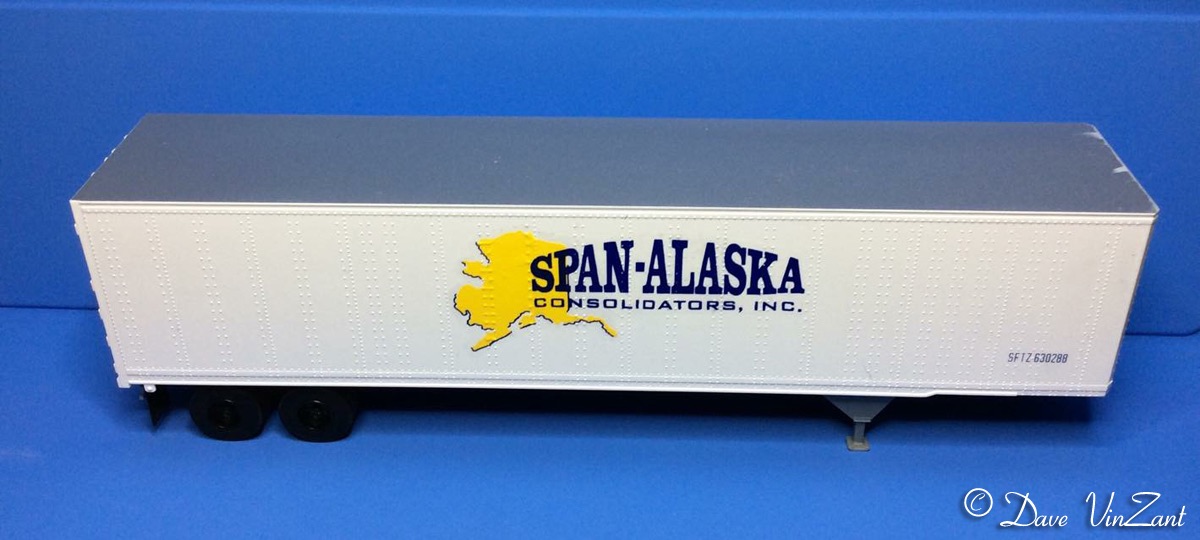 SPAN-ALASKA
CONSOLIDATORS, INC.
SFTZ 630288
© Dave VinZant